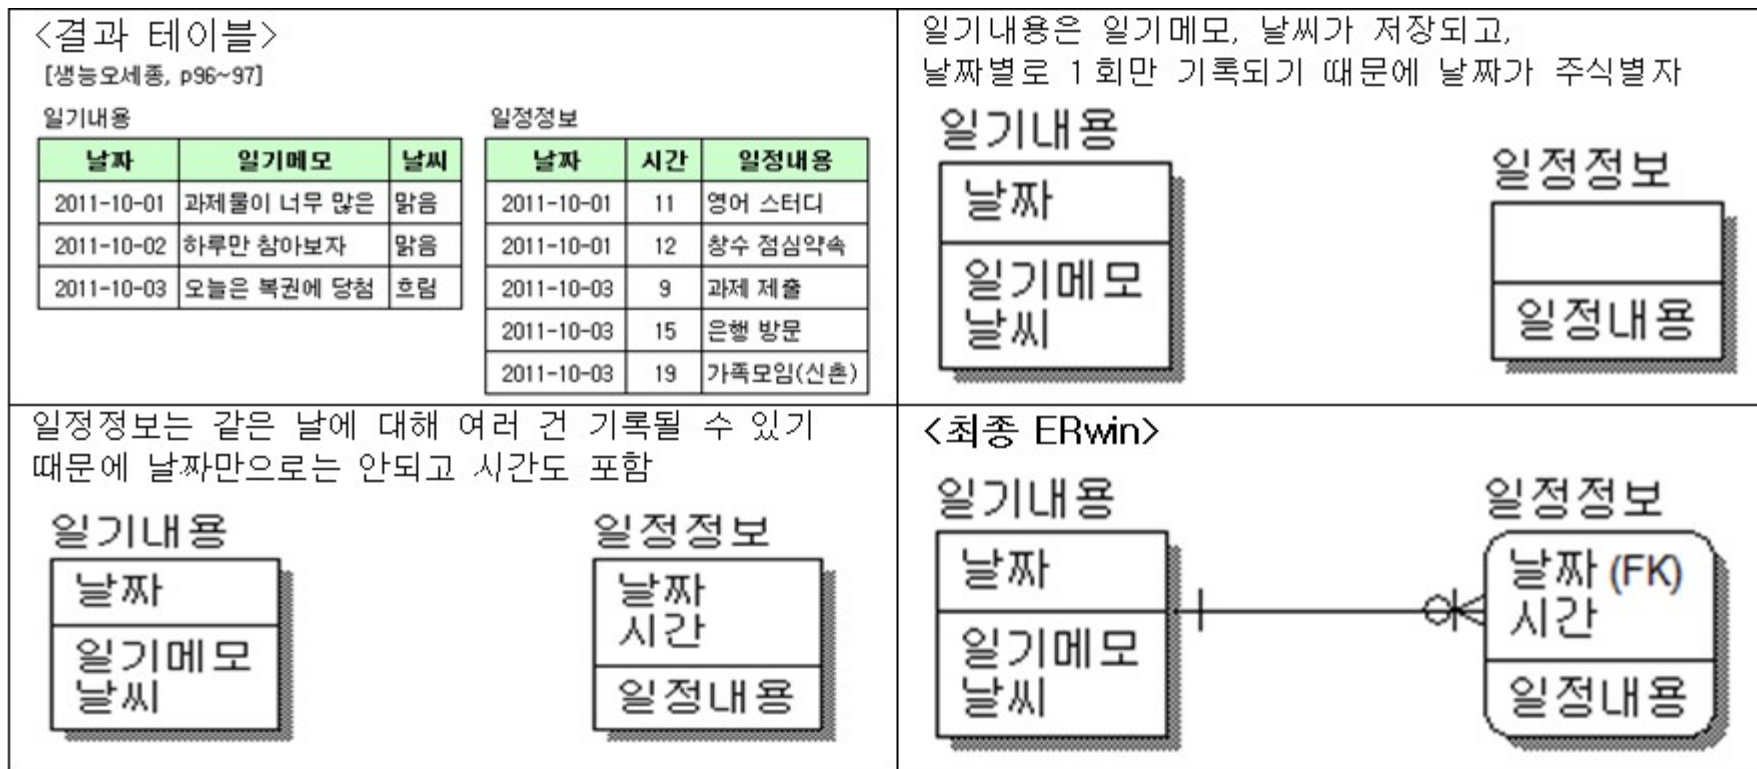 <결과 테이블>
[생능오세종, p96~97]
일기내용
날짜 일기메모 날씨
2011-10-01 과제물이 너무 많은 맑음
2011-10-02 하루만 참아보자 맑음
2011-10-03 오늘은 복권에 당첨 흐림
일정정보
날짜 시간 일정내용
2011-10-01 11 영어 스터디
2011-10-01 12 창수 점심약속
2011-10-03 9 과제 제출
2011-10-03 15 은행 방문
2011-10-03 19 가족모임(신촌)
일기내용은 일기메모, 날씨가 저장되고,
날짜별로 1회만 기록되기 때문에 날짜가 주식별자
일기내용
날짜
일기메모
날씨
일정정보
일정내용
일정정보는 같은 날에 대해 여러 건 기록될 수 있기
때문에 날짜만으로는 안되고 시간도 포함
일기내용
날짜
일기메모
날씨
일정정보
날짜
시간
일정내용
<최종 ERwin>
일기내용
날짜
일기메모
날씨
일정정보
날짜 (FK)
시간
일정내용